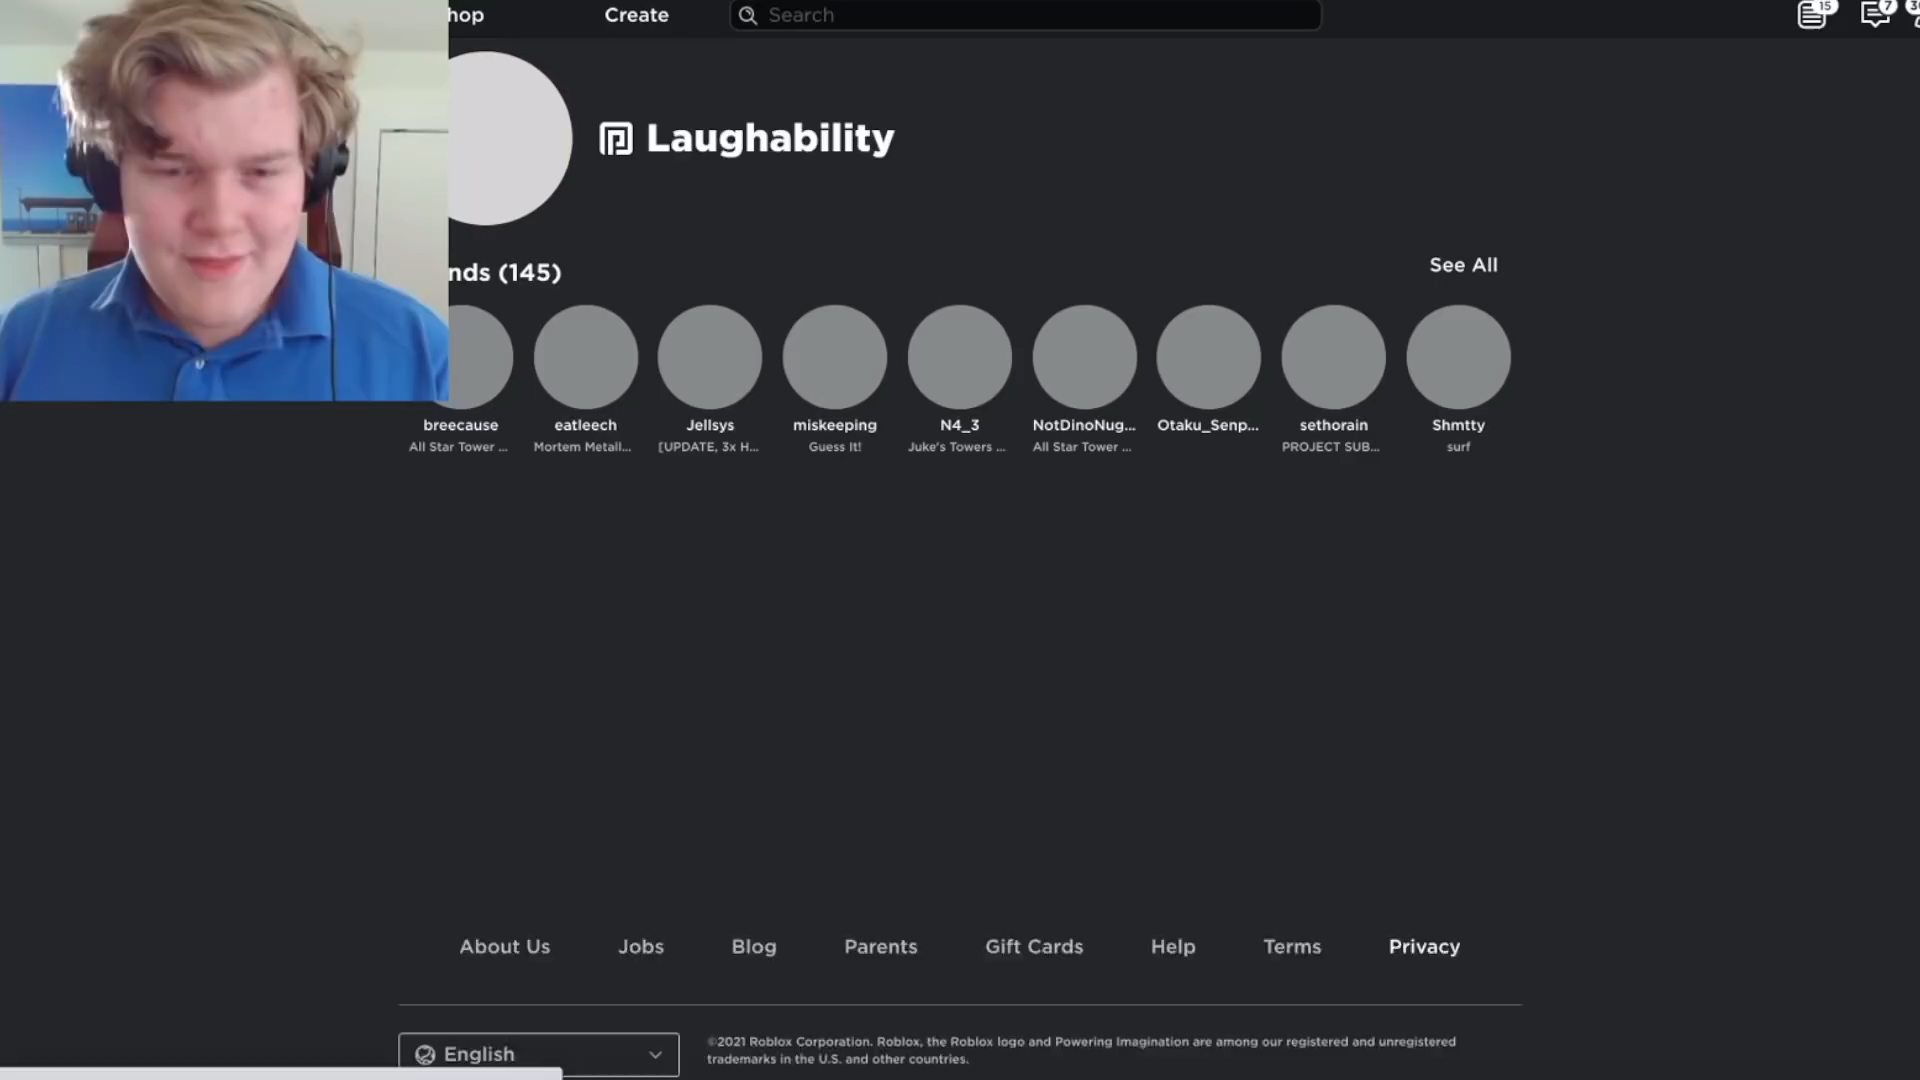 hop
Create
Search
15
7
Laughability
nds (145)
See All
breecause
All Star Tower ...
eatleech
Mortem Metall...
Jellsys
[UPDATE, 3x H...
miskeeping
Guess It!
N4_3
Juke's Towers ...
NotDinoNug...
All Star Tower ...
Otaku_Senp...
sethorain
PROJECT SUB...
Shmtty
surf
About Us
Jobs
Blog
Parents
Gift Cards
Help
Terms
Privacy
English
©2021 Roblox Corporation. Roblox, the Roblox logo and Powering Imagination are among our registered and unregistered
trademarks in the U.S. and other countries.